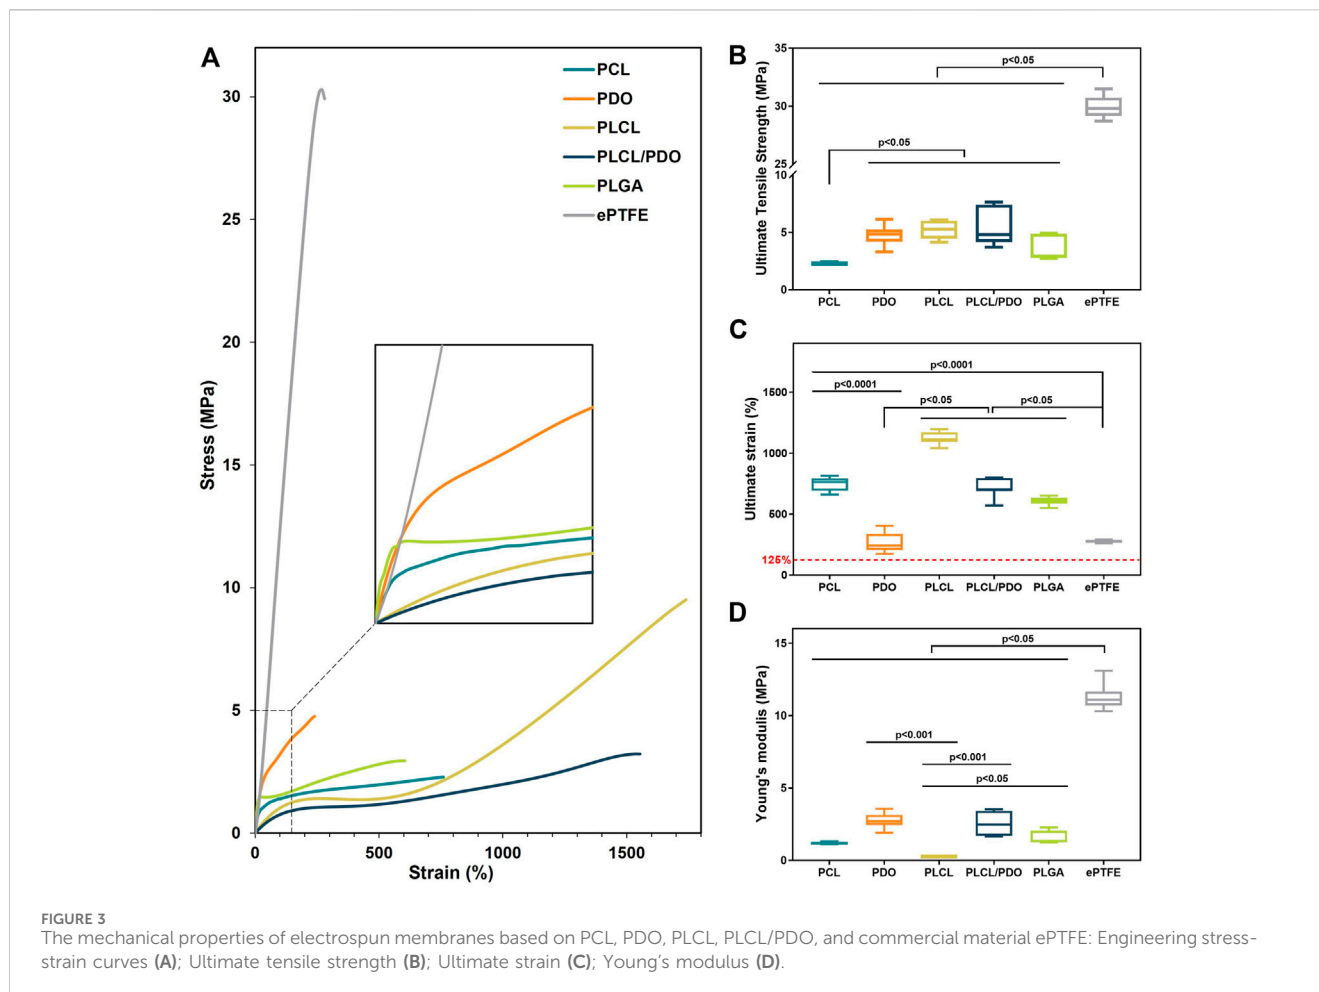 A
30
25
20
15
10
5
0
Stress (MPa)
0
500
1000
1500
Strain (%)
PCL
PDO
PLCL
PLCL/PDO
PLGA
ePTFE
B
Ultimate Tensile Strength (MPa)
35
30
25
10
5
0
p<0.05
p<0.05
PCL PDO PLCL PLCL/PDO PLGA ePTFE
C
Ultimate strain (%)
1500
1000
500
125%
0
p<0.0001
p<0.0001
p<0.05 p<0.05
PCL PDO PLCL PLCL/PDO PLGA ePTFE
D
Young's modulis (MPa)
15
10
5
0
p<0.05
p<0.001
p<0.001
p<0.05
PCL PDO PLCL PLCL/PDO PLGA ePTFE
FIGURE 3
The mechanical properties of electrospun membranes based on PCL, PDO, PLCL, PLCL/PDO, and commercial material ePTFE: Engineering stress-
strain curves (A); Ultimate tensile strength (B); Ultimate strain (C); Young's modulus (D).